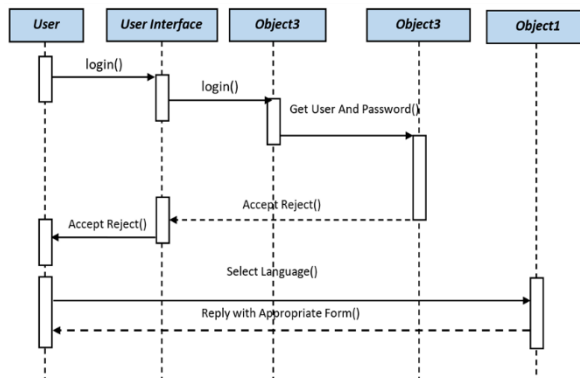 User
User Interface
Object3
Object3
Object1
login()
login()
Get User And Password()
Accept Reject()
Accept Reject()
Select Language()
Reply with Appropriate Form()